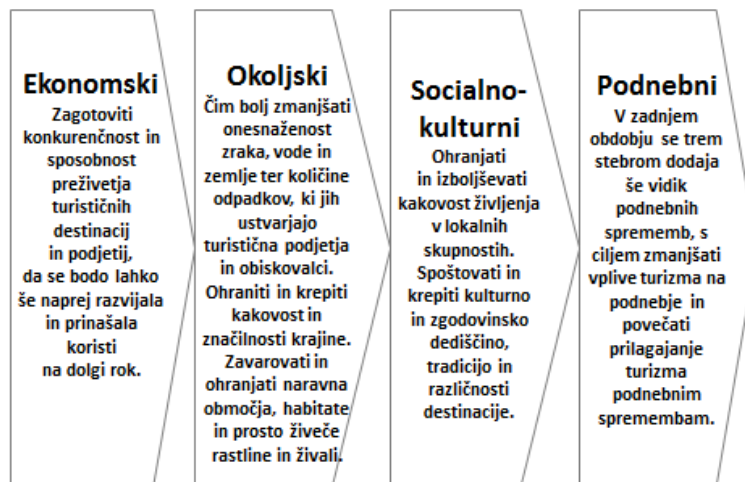 Ekonomski
Zagotoviti
konkurenčnost in
sposobnost
preživetja
turističnih
destinacij
in podjetij,
da se bodo lahko
še naprej razvijala
in prinašala
koristi
na dolgi rok.
Okoljski
Čim bolj zmanjšati
onesnaženost
zraka, vode in
zemlje ter količine
odpadkov, ki jih
ustvarjajo
turistična podjetja
in obiskovalci.
Ohraniti in krepiti
kakovost in
značilnosti krajine.
Zavarovati in
ohranjati naravna
območja, habitate
in prosto živeče
rastline in živali.
Socialno-
kulturni
Ohranjati
in izboljševati
kakovost življenja
v lokalnih
skupnostih.
Spoštovati in
krepiti kulturno
in zgodovinsko
dediščino,
tradicijo in
različnosti
destinacije.
Podnebni
V zadnjem
obdobju se trem
stebrom dodaja
še vidik
podnebnih
sprememb, s
ciljem zmanjšati
vplive turizma na
podnebje in
povečati
prilagajanje
turizma
podnebnim
spremembam.